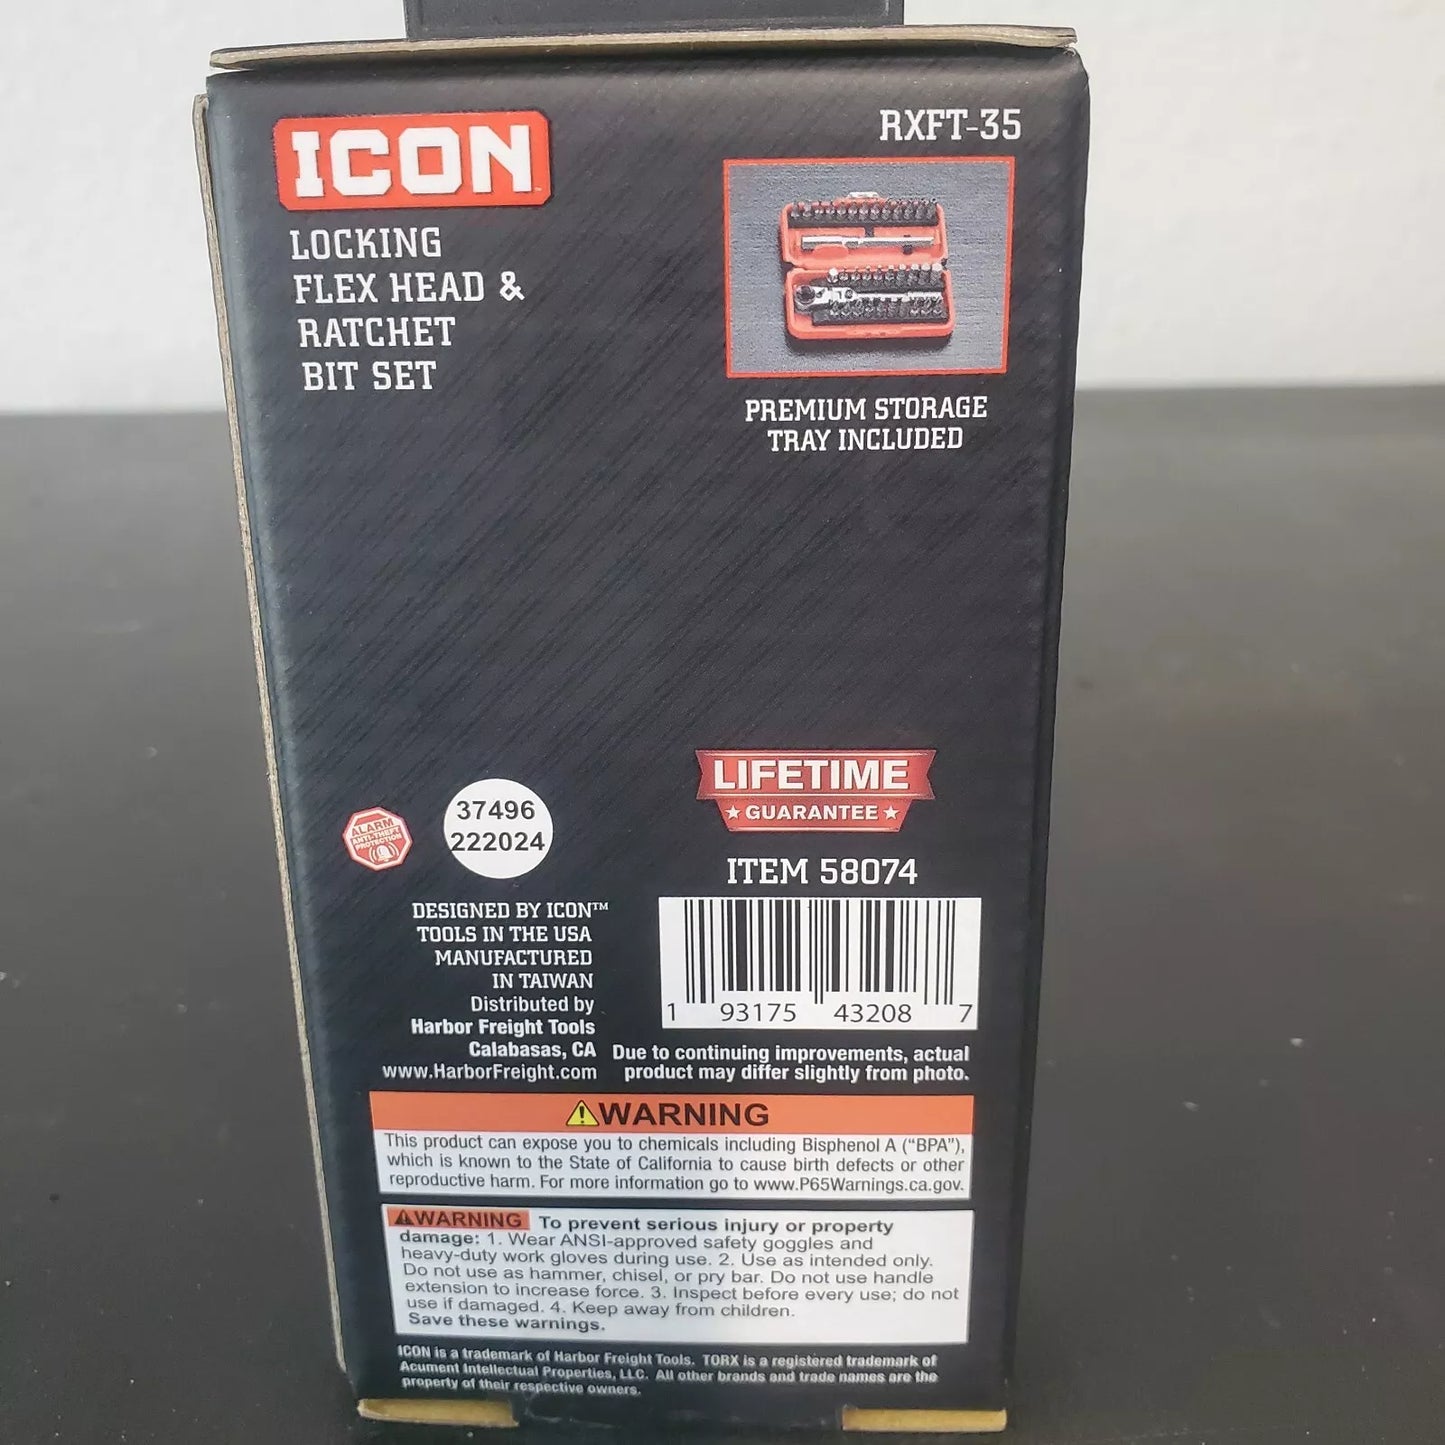 ICON
RXFT-35
LOCKING
FLEX HEAD &
RATCHET
BIT SET
PREMIUM STORAGE
TRAY INCLUDED
LIFETIME
★ GUARANTEE ★
ALARM
ANTI-THEFT
PROTECTION
37496
222024
ITEM 58074
DESIGNED BY ICON™
TOOLS IN THE USA
MANUFACTURED
IN TAIWAN
Distributed by
Harbor Freight Tools
Calabasas, CA
www.HarborFreight.com
1 93175 43208 7
Due to continuing improvements, actual
product may differ slightly from photo.
⚠WARNING
This product can expose you to chemicals including Bisphenol A (“BPA”),
which is known to the State of California to cause birth defects or other
reproductive harm. For more information go to www.P65Warnings.ca.gov.
⚠WARNING To prevent serious injury or property
damage: 1. Wear ANSI-approved safety goggles and
heavy-duty work gloves during use. 2. Use as intended only.
Do not use as hammer, chisel, or pry bar. Do not use handle
extension to increase force. 3. Inspect before every use; do not
use if damaged. 4. Keep away from children.
Save these warnings.
ICON is a trademark of Harbor Freight Tools. TORX is a registered trademark of
Acument Intellectual Properties, LLC. All other brands and trade names are the
property of their respective owners.